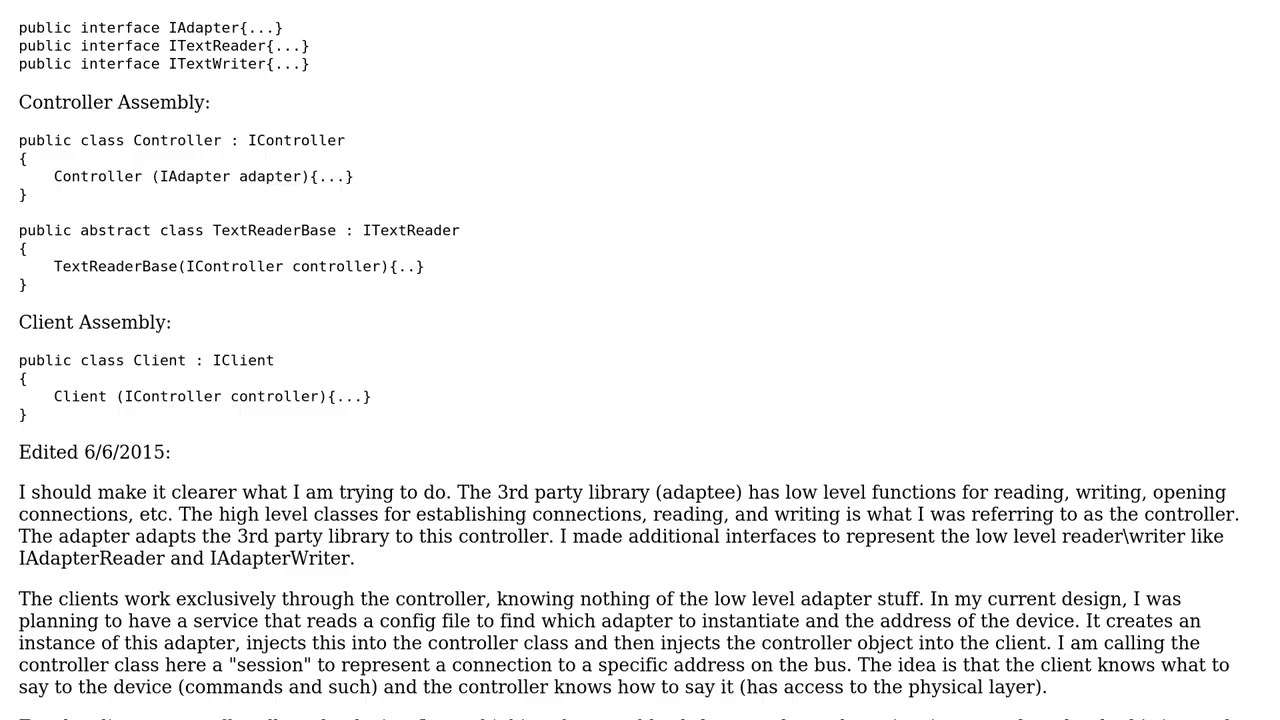 public interface IAdapter{...}
public interface ITextReader{...}
public interface ITextWriter{...}
Controller Assembly:
public class Controller : IController
{
    Controller (IAdapter adapter){...}
}
public abstract class TextReaderBase : ITextReader
{
    TextReaderBase(IController controller){..}
}
Client Assembly:
public class Client : IClient
{
    Client (IController controller){...}
}
Edited 6/6/2015:
I should make it clearer what I am trying to do. The 3rd party library (adaptee) has low level functions for reading, writing, opening
connections, etc. The high level classes for establishing connections, reading, and writing is what I was referring to as the controller.
The adapter adapts the 3rd party library to this controller. I made additional interfaces to represent the low level reader\writer like
IAdapterReader and IAdapterWriter.
The clients work exclusively through the controller, knowing nothing of the low level adapter stuff. In my current design, I was
planning to have a service that reads a config file to find which adapter to instantiate and the address of the device. It creates an
instance of this adapter, injects this into the controller class and then injects the controller object into the client. I am calling the
controller class here a "session" to represent a connection to a specific address on the bus. The idea is that the client knows what to
say to the device (commands and such) and the controller knows how to say it (has access to the physical layer).